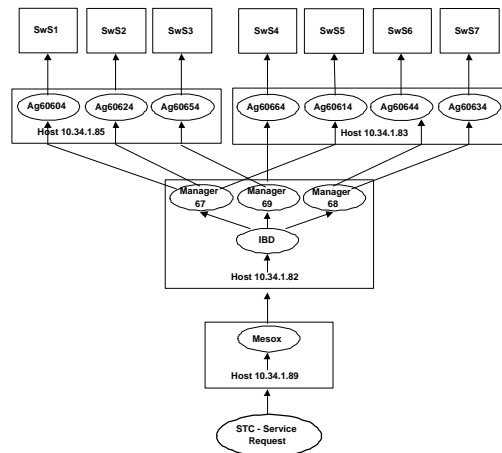 SwS1
SwS2
SwS3
SwS4
SwS5
SwS6
SwS7
Ag60604
Ag60624
Ag60654
Ag60664
Ag60614
Ag60644
Ag60634
Host 10.34.1.85
Host 10.34.1.83
Manager
67
Manager
69
Manager
68
IBD
Host 10.34.1.82
Mesox
Host 10.34.1.89
STC - Service
Request